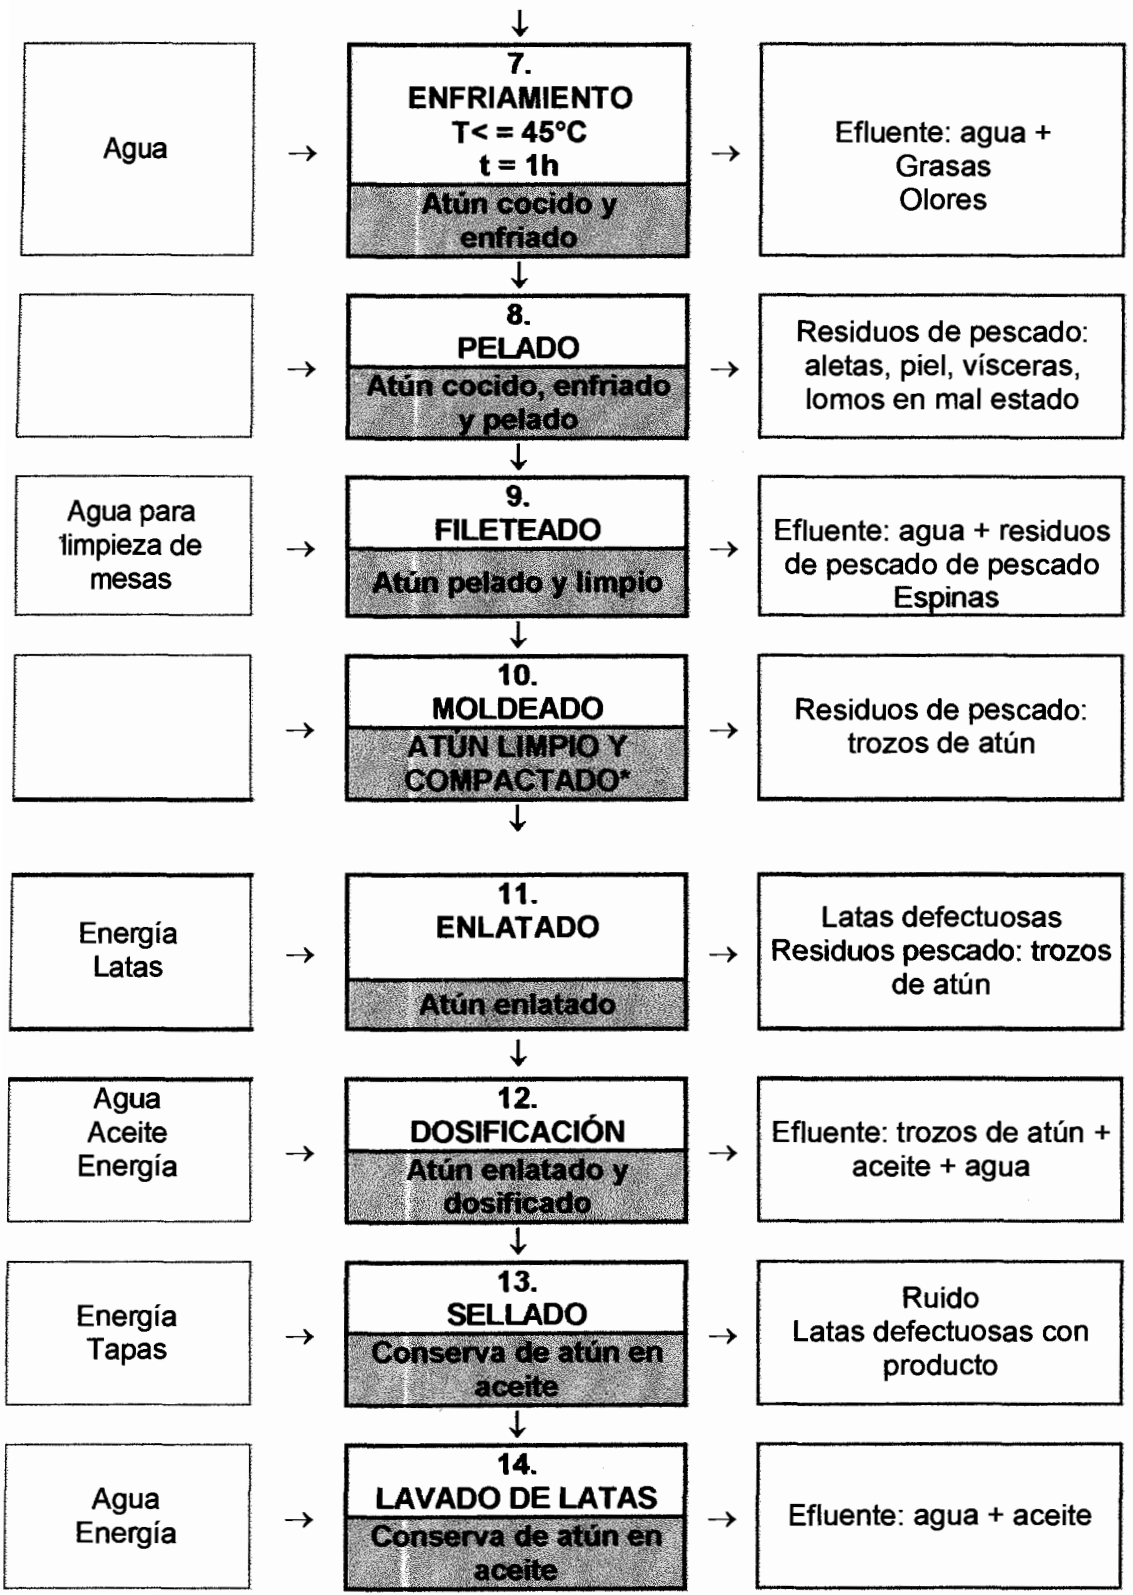 ↓
7.
ENFRIAMIENTO
T< = 45°C
t = 1h
Agua
→
→
Efluente: agua +
Grasas
Olores
Atún cocido y
enfriado
↓
8.
PELADO
→
→
Residuos de pescado:
aletas, piel, vísceras,
lomos en mal estado
Atún cocido, enfriado
y pelado
↓
Agua para
limpieza de
mesas
→
9.
FILETEADO
Atún pelado y limpio
→
Efluente: agua + residuos
de pescado de pescado
Espinas
↓
→
10.
MOLDEADO
ATÚN LIMPIO Y
COMPACTADO*
→
Residuos de pescado:
trozos de atún
↓
Energía
Latas
→
11.
ENLATADO
Atún enlatado
→
Latas defectuosas
Residuos pescado: trozos
de atún
↓
Agua
Aceite
Energía
→
12.
DOSIFICACIÓN
Atún enlatado y
dosificado
→
Efluente: trozos de atún +
aceite + agua
↓
Energía
Tapas
→
13.
SELLADO
Conserva de atún en
aceite
→
Ruido
Latas defectuosas con
producto
↓
Agua
Energía
→
14.
LAVADO DE LATAS
Conserva de atún en
aceite
→
Efluente: agua + aceite